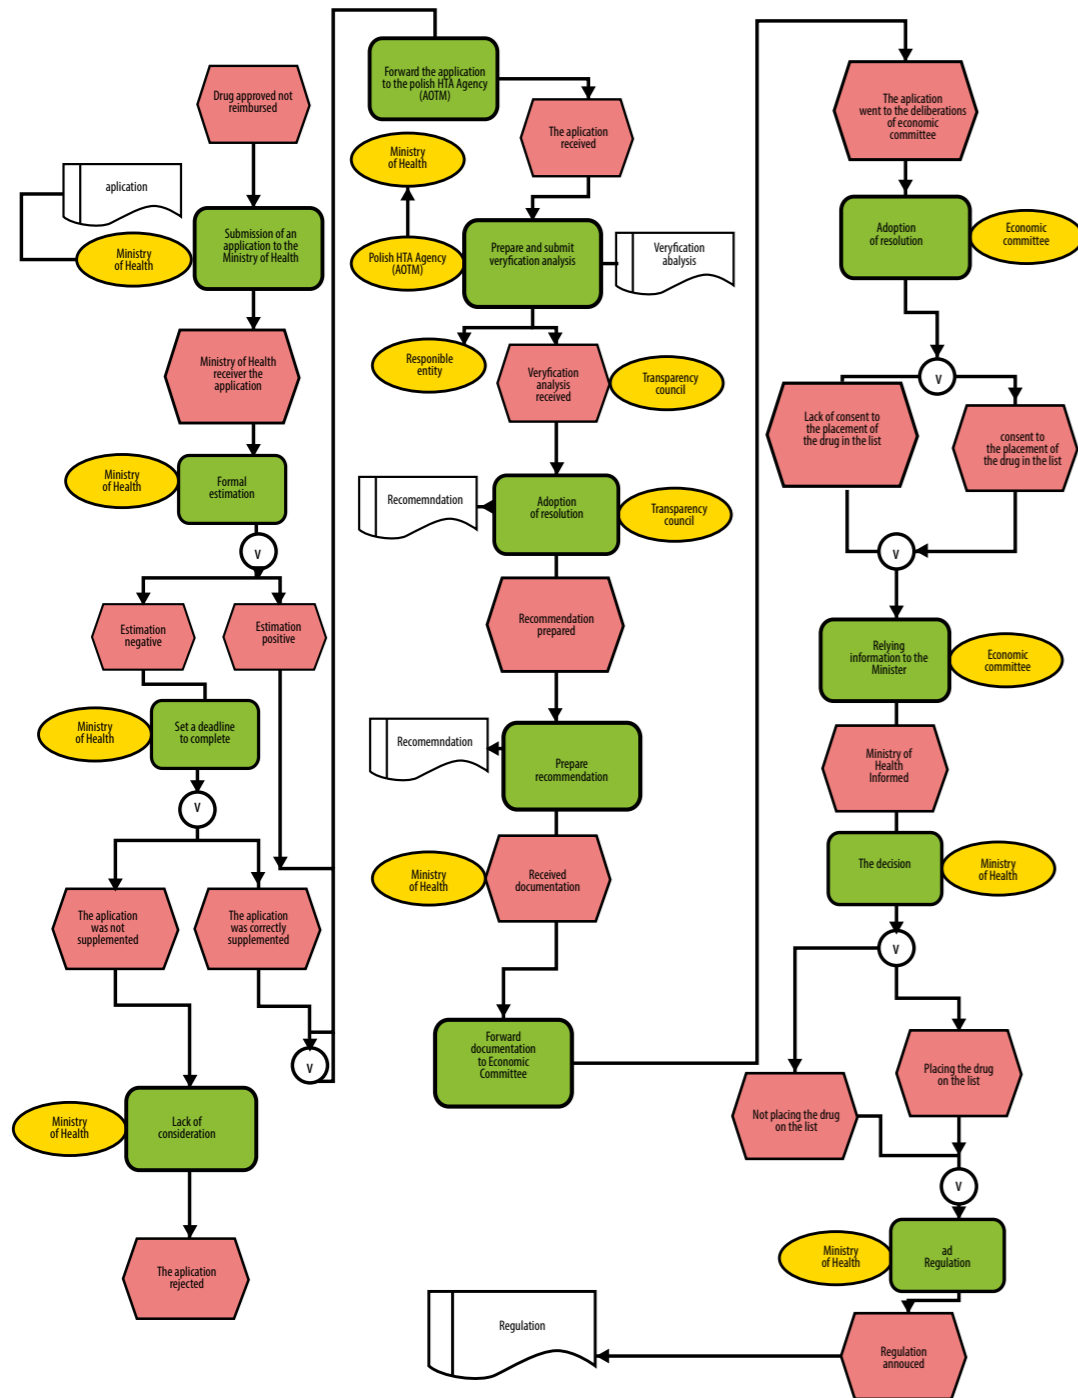 Drug approved not
reimbursed
aplication
Ministry
of Health
Submission of an
application to the
Ministry of Health
Ministry of Health
receiver the
application
Ministry
of Health
Formal
estimation
V
Estimation
negative
Estimation
positive
Ministry
of Health
Set a deadline
to complete
V
The aplication
was not
supplemented
The aplication
was correctly
supplemented
V
Ministry
of Health
Lack of
consideration
The aplication
rejected
Forward the application
to the polish HTA Agency
(AOTM)
The aplication
received
Ministry
of Health
Polish HTA Agency
(AOTM)
Prepare and submit
veryfication analysis
Veryfication
abalysis
Responible
entity
Veryfication
analysis
received
Transparency
council
Recomemndation
Adoption
of resolution
Transparency
council
Recommendation
prepared
Recomemndation
Prepare
recommendation
Ministry
of Health
Received
documentation
Forward
documentation
to Economic
Committee
The aplication
went to the deliberations
of economic
committee
Adoption
of resolution
Economic
committee
V
Lack of consent to
the placement of
the drug in the list
consent to
the placement of
the drug in the list
V
Relying
information to the
Minister
Economic
committee
Ministry of
Health
Informed
The decision
Ministry
of Health
V
Placing the drug
on the list
Not placing the drug
on the list
V
Ministry
of Health
ad
Regulation
Regulation
annouced
Regulation